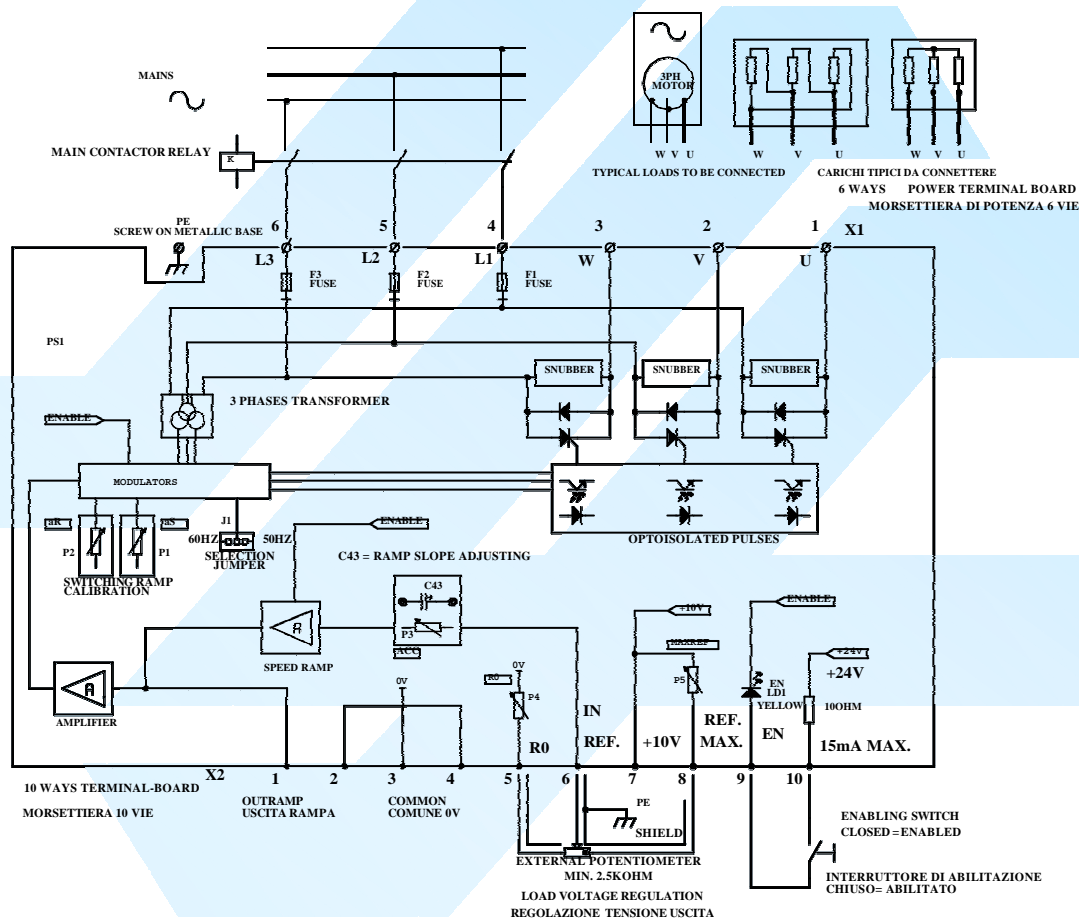 MAINS
MAIN CONTACTOR RELAY
K
3PH
MOTOR
W V U
W V U
W V U
TYPICAL LOADS TO BE CONNECTED
CARICHI TIPICI DA CONNETTERE
6 WAYS POWER TERMINAL BOARD
MORSETTIERA DI POTENZA 6 VIE
PE
SCREW ON METALLIC BASE
6
5
4
3
2
1
X1
L3
L2
L1
W
V
U
F3
FUSE
F2
FUSE
F1
FUSE
PS1
SNUBBER
SNUBBER
SNUBBER
3 PHASES TRANSFORMER
ENABLE
MODULATORS
OPTOISOLATED PULSES
aR
P2
P1
aS
J1
60HZ
50HZ
SELECTION
JUMPER
SWITCHING RAMP
CALIBRATION
ENABLE
C43 = RAMP SLOPE ADJUSTING
C43
P3
ACC
SPEED RAMP
A
AMPLIFIER
0V
0V
R0
P4
+10V
MAXREF
P5
ENABLE
EN
LD1
YELLOW
+24V
+24V
10OHM
R0
IN
REF.
+10V
REF.
MAX.
EN
15mA MAX.
X2
1
2
3
4
5
6
7
8
9
10
10 WAYS TERMINAL-BOARD
MORSETTIERA 10 VIE
OUTRAMP
USCITA RAMPA
COMMON
COMUNE 0V
PE
SHIELD
EXTERNAL POTENTIOMETER
MIN. 2.5KOHM
LOAD VOLTAGE REGULATION
REGOLAZIONE TENSIONE USCITA
ENABLING SWITCH
CLOSED=ENABLED
INTERRUTTORE DI ABILITAZIONE
CHIUSO= ABILITATO